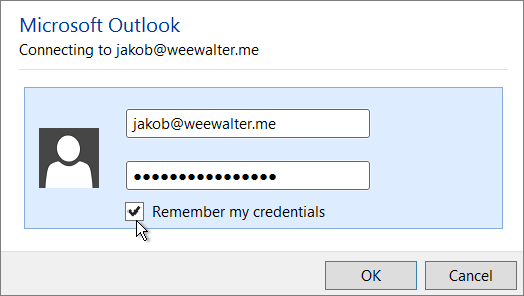 Microsoft Outlook
Connecting to jakob@weewalter.me
jakob@weewalter.me
●●●●●●●●●●●●●●●●
Remember my credentials
OK Cancel